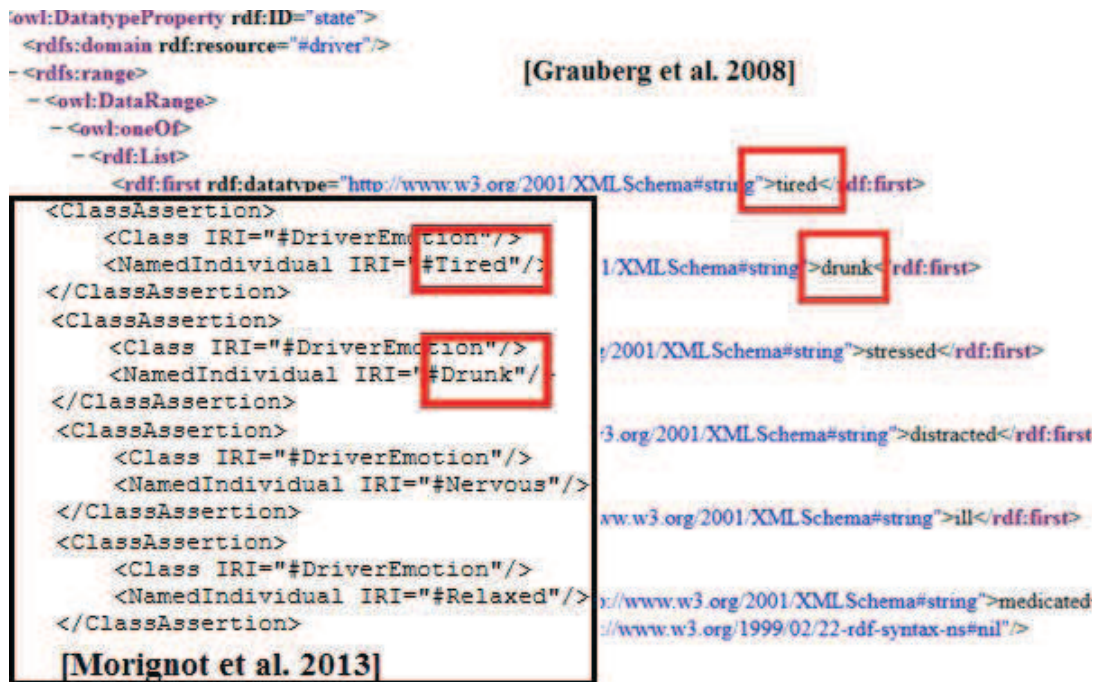 owl:DatatypeProperty rdf:ID="state">
<rdfs:domain rdf:resource="#driver"/>
-<rdfs:range>
[Grauberg et al. 2008]
-<owl:DataRange>
-<owl:oneOf>
-<rdf:List>
<rdf:first rdf:datatype="http://www.w3.org/2001/XMLSchema#string">tired</rdf:first>
<ClassAssertion>
<Class IRI="#DriverEmotion"/>
<NamedIndividual IRI="#Tired"/>
</ClassAssertion>
<ClassAssertion>
<Class IRI="#DriverEmotion"/>
<NamedIndividual IRI="#Drunk"/
</ClassAssertion>
<ClassAssertion>
<Class IRI="#DriverEmotion"/>
<NamedIndividual IRI="#Nervous"/>
</ClassAssertion>
<ClassAssertion>
<Class IRI="#DriverEmotion"/>
<NamedIndividual IRI="#Relaxed"/>
</ClassAssertion>
[Morignot et al. 2013]
1/XMLSchema#string">drunk</rdf:first>
/2001/XMLSchema#string">stressed</rdf:first>
3.org/2001/XMLSchema#string">distracted</rdf:first
ww.w3.org/2001/XMLSchema#string">ill</rdf:first>
://www.w3.org/2001/XMLSchema#string">medicated
://www.w3.org/1999/02/22-rdf-syntax-ns#nil"/>